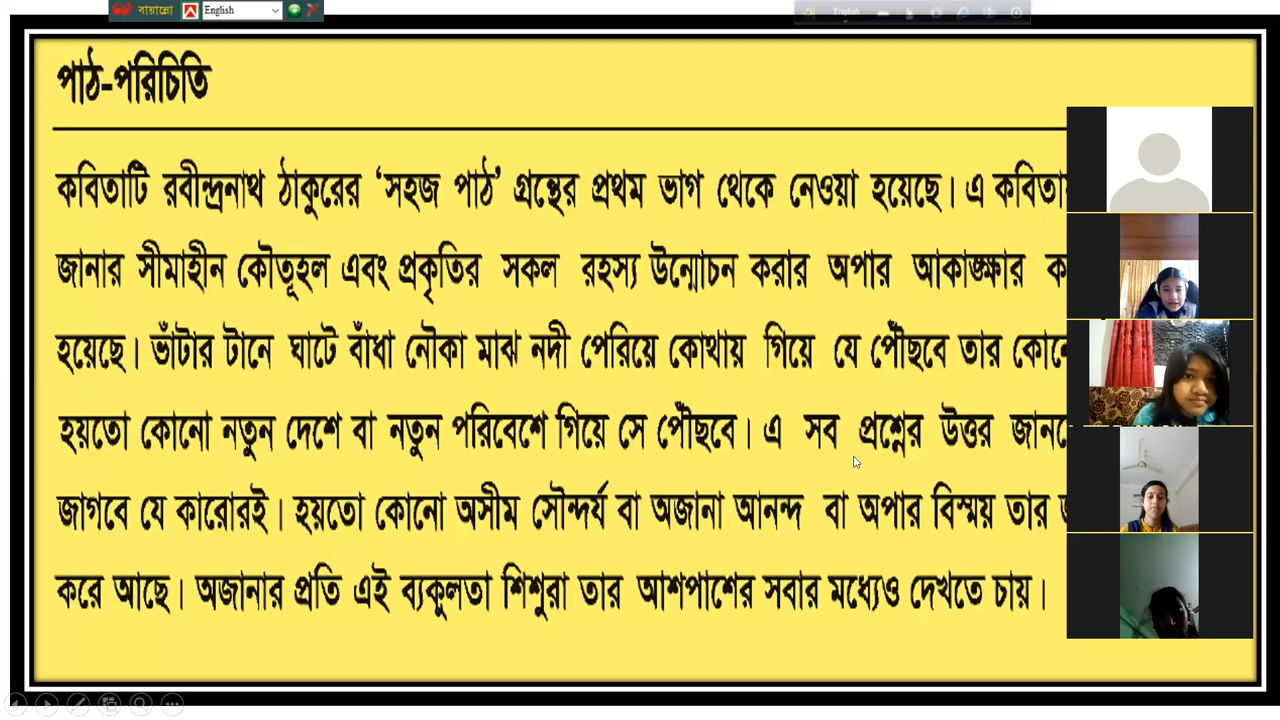 বায়ান্নো English
English
পাঠ-পরিচিতি
কবিতাটি রবীন্দ্রনাথ ঠাকুরের ‘সহজ পাঠ’ গ্রন্থের প্রথম ভাগ থেকে নেওয়া হয়েছে। এ
জানার সীমাহীন কৌতূহল এবং প্রকৃতির সকল রহস্য উন্মোচন করার অপার আকাঙ্ক্ষার
হয়েছে। ভাঁটার টানে ঘাটে বাঁধা নৌকা মাঝ নদী পেরিয়ে কোথায় গিয়ে যে পৌঁছবে তার
হয়তো কোনো নতুন দেশে বা নতুন পরিবেশে গিয়ে সে পৌঁছবে। এ সব প্রশ্নের উত্তর
জাগবে যে কারোরই। হয়তো কোনো অসীম সৌন্দর্য বা অজানা আনন্দ বা অপার বিস্ময় তার
করে আছে। অজানার প্রতি এই ব্যকুলতা শিশুরা তার আশপাশের সবার মধ্যেও দেখতে চায়।